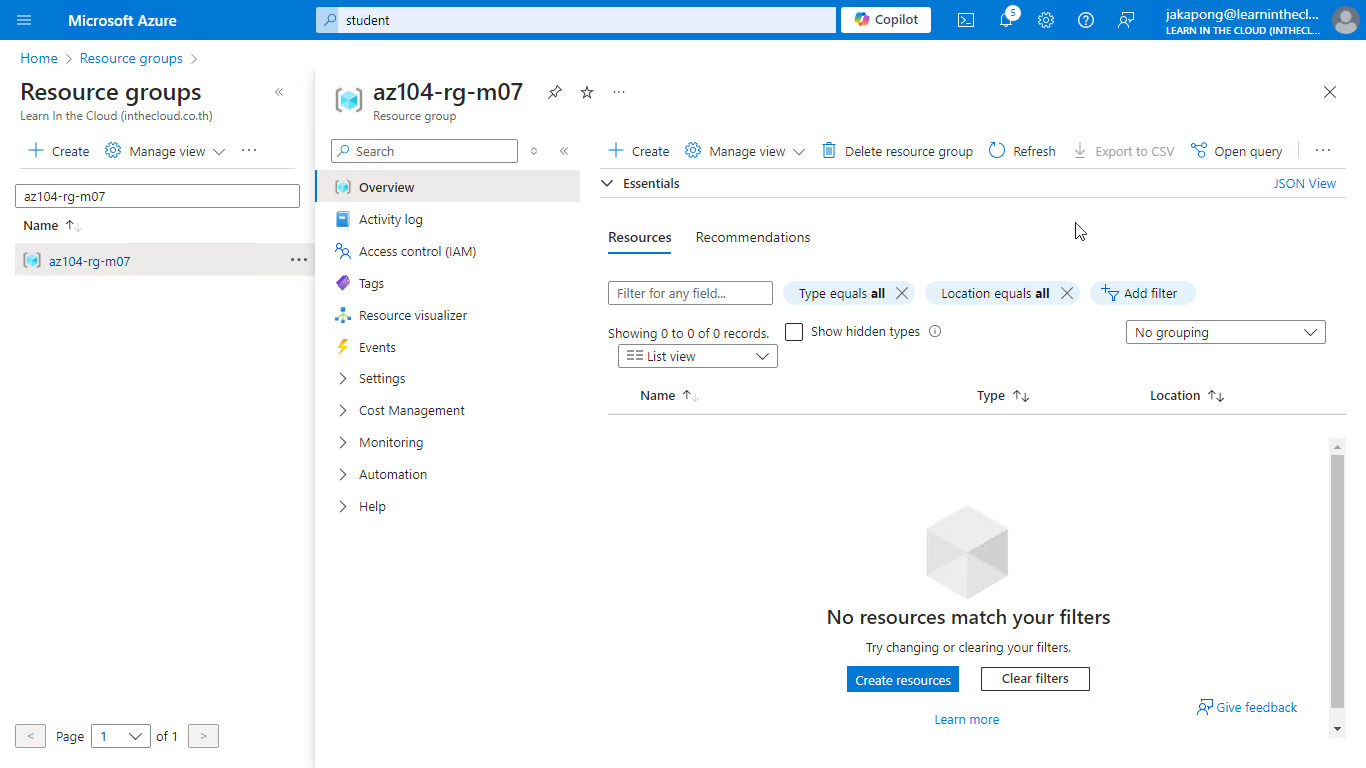 Microsoft Azure
student
Copilot
5
jakapong@learninthecl...
LEARN IN THE CLOUD (INTHECL...
Home
Resource groups
Resource groups
Learn In the Cloud (inthecloud.co.th)
Create
Manage view
az104-rg-m07
Name
az104-rg-m07
Page
1
of 1
az104-rg-m07
Resource group
Search
Overview
Activity log
Access control (IAM)
Tags
Resource visualizer
Events
Settings
Cost Management
Monitoring
Automation
Help
Create
Manage view
Delete resource group
Refresh
Export to CSV
Open query
Essentials
JSON View
Resources
Recommendations
Filter for any field...
Type equals all
Location equals all
Add filter
Showing 0 to 0 of 0 records.
Show hidden types
No grouping
List view
Name
Type
Location
No resources match your filters
Try changing or clearing your filters.
Create resources
Clear filters
Learn more
Give feedback